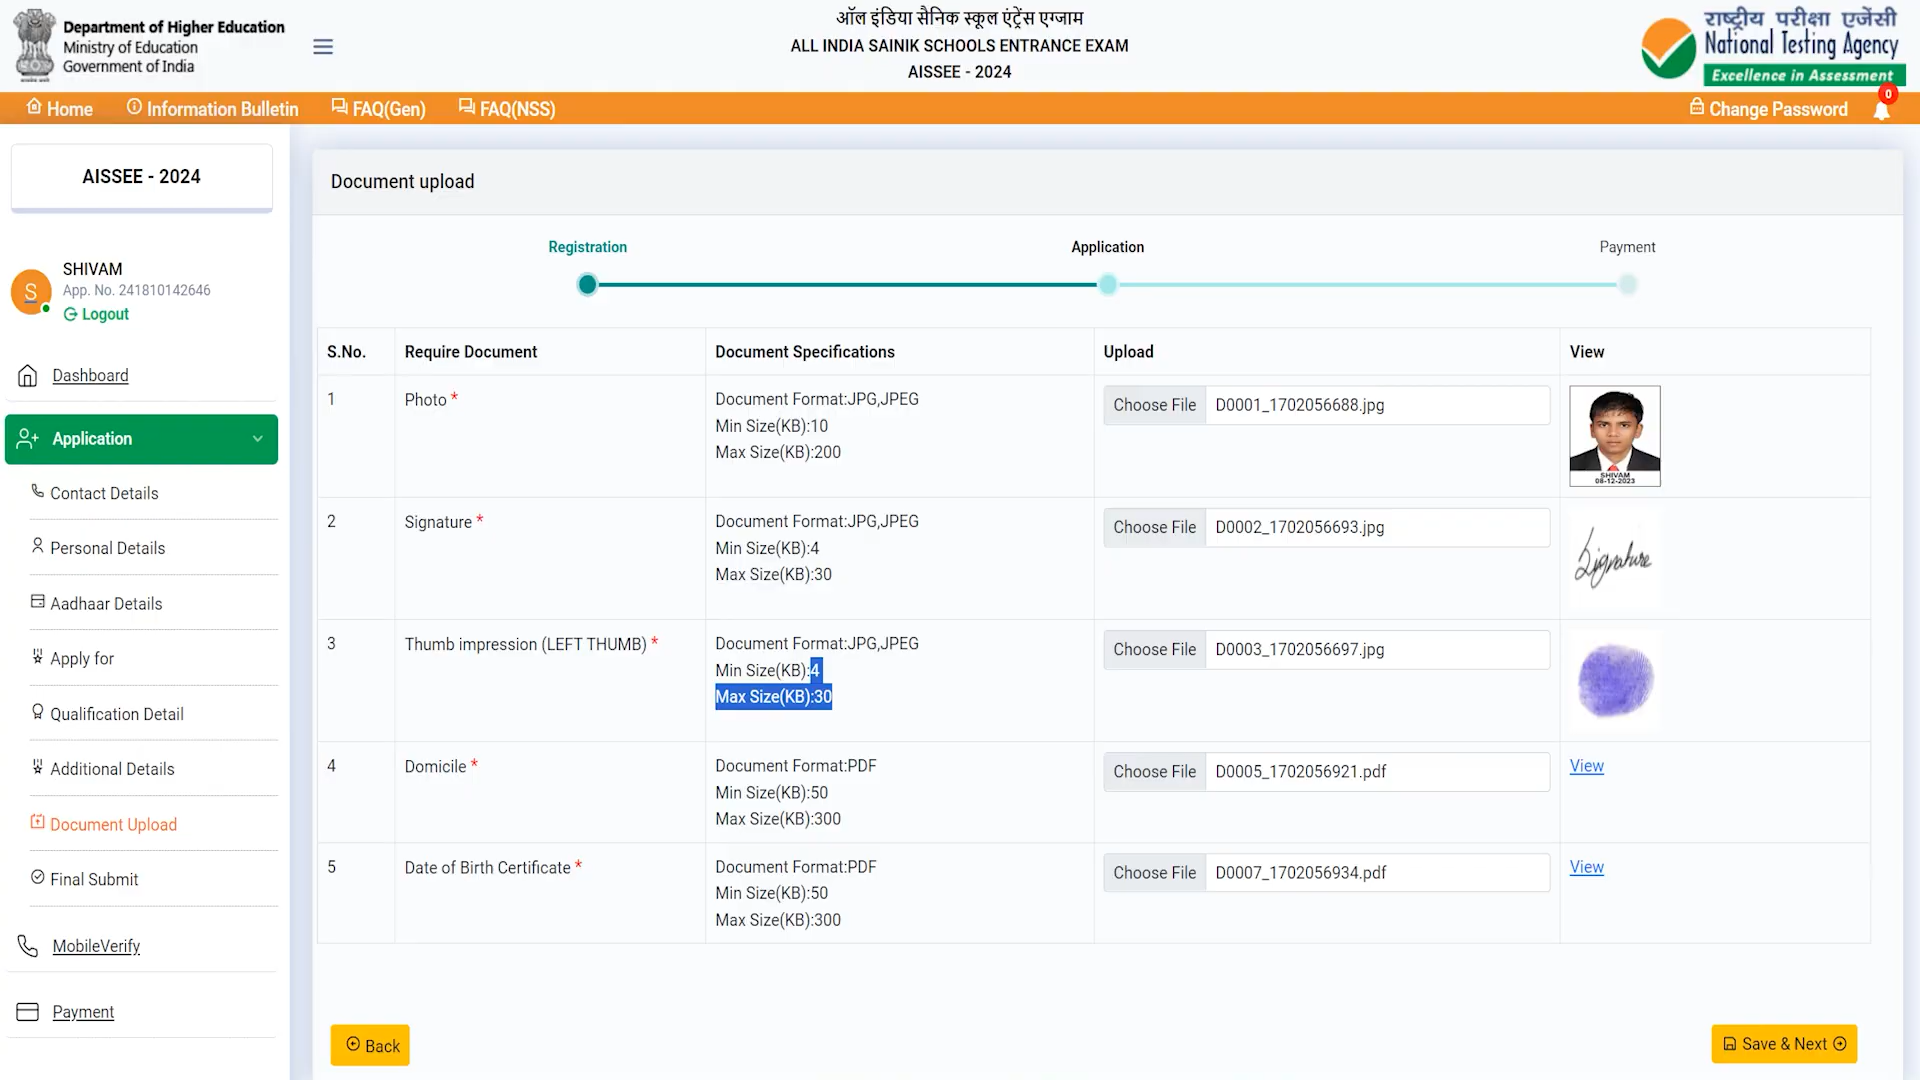 Department of Higher Education
Ministry of Education
Government of India
ऑल इंडिया सैनिक स्कूल एंट्रेंस एग्जाम
ALL INDIA SAINIK SCHOOLS ENTRANCE EXAM
AISSEE - 2024
राष्ट्रीय परीक्षा एजेंसी
National Testing Agency
Excellence in Assessment
Home
Information Bulletin
FAQ(Gen)
FAQ(NSS)
Change Password
0
AISSEE - 2024
S
SHIVAM
App. No. 241810142646
Logout
Dashboard
Application
Contact Details
Personal Details
Aadhaar Details
Apply for
Qualification Detail
Additional Details
Document Upload
Final Submit
MobileVerify
Payment
Document upload
Registration
Application
Payment
S.No.
Require Document
Document Specifications
Upload
View
1
Photo *
Document Format:JPG,JPEG
Min Size(KB):10
Max Size(KB):200
Choose File D0001_1702056688.jpg
SHIVAM
08-12-2023
2
Signature *
Document Format:JPG,JPEG
Min Size(KB):4
Max Size(KB):30
Choose File D0002_1702056693.jpg
Signature
3
Thumb impression (LEFT THUMB) *
Document Format:JPG,JPEG
Min Size(KB):4
Max Size(KB):30
Choose File D0003_1702056697.jpg
4
Domicile *
Document Format:PDF
Min Size(KB):50
Max Size(KB):300
Choose File D0005_1702056921.pdf
View
5
Date of Birth Certificate *
Document Format:PDF
Min Size(KB):50
Max Size(KB):300
Choose File D0007_1702056934.pdf
View
Back
Save & Next